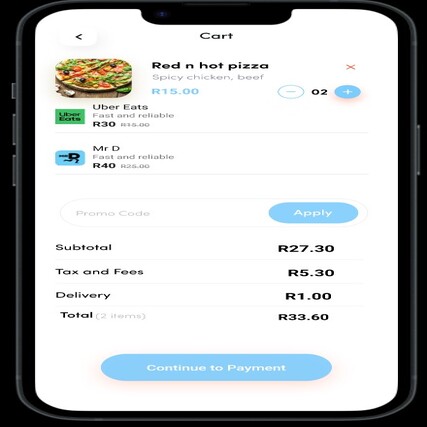 <
Cart
Red n hot pizza
×
Spicy chicken, beef
R15.00
− 02 +
Uber Eats
Uber Eats
Fast and reliable
R30 R15.00
Mr D
Fast and reliable
R40 R25.00
Promo Code
Apply
Subtotal R27.30
Tax and Fees R5.30
Delivery R1.00
Total (2 items) R33.60
Continue to Payment